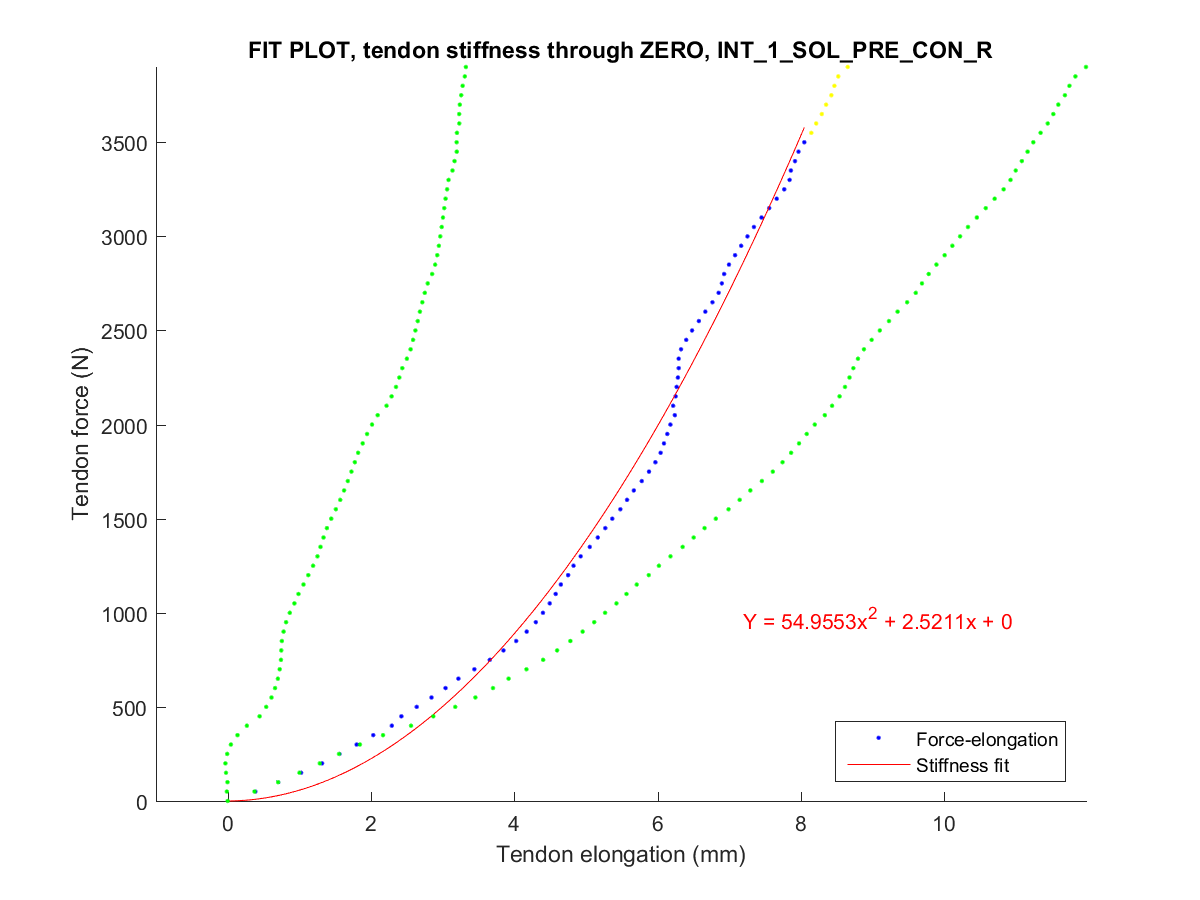 FIT PLOT, tendon stiffness through ZERO, INT_1_SOL_PRE_CON_R
Tendon force (N)
3500
3000
2500
2000
1500
1000
500
0
Y = 54.9553x² + 2.5211x + 0
Force-elongation
Stiffness fit
0 2 4 6 8 10
Tendon elongation (mm)